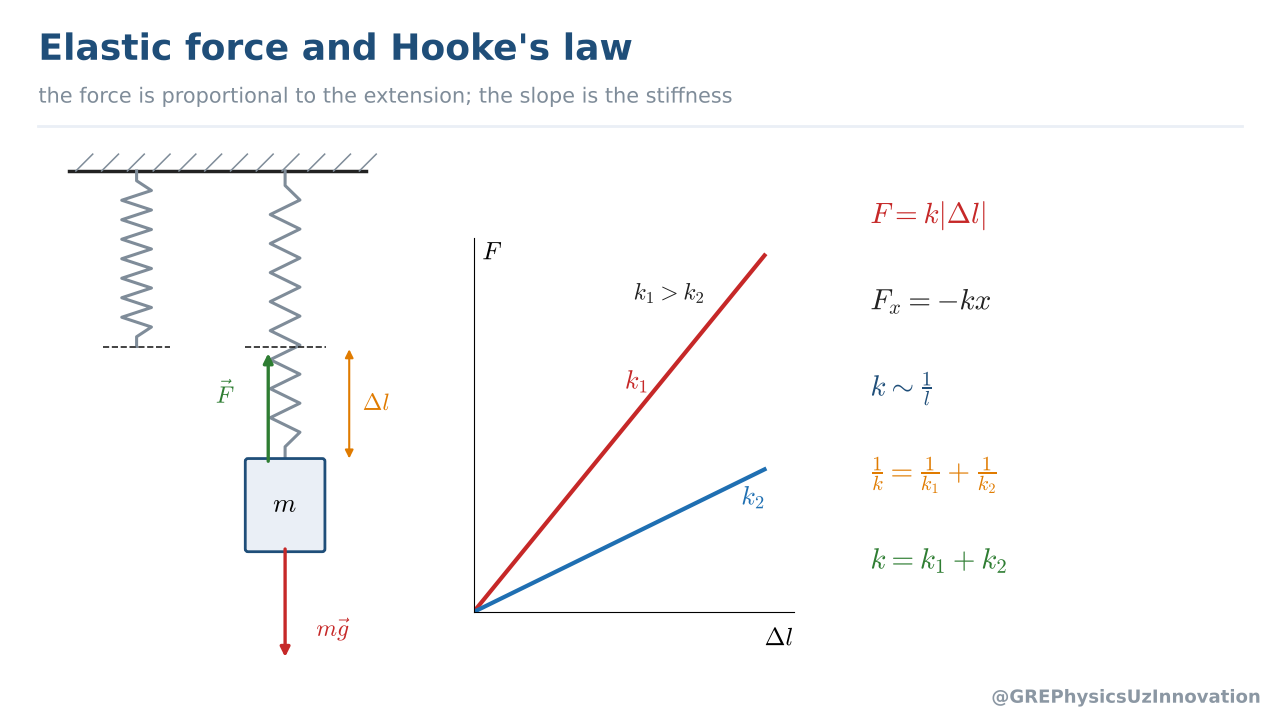 Elastic force and Hooke's law
the force is proportional to the extension; the slope is the stiffness
F⃗
Δl
m
mg⃗
F
k₁ > k₂
k₁
k₂
Δl
F = k|Δl|
Fₓ = −kx
k ∼ 1/l
1/k = 1/k₁ + 1/k₂
k = k₁ + k₂
@GREPhysicsUzInnovation